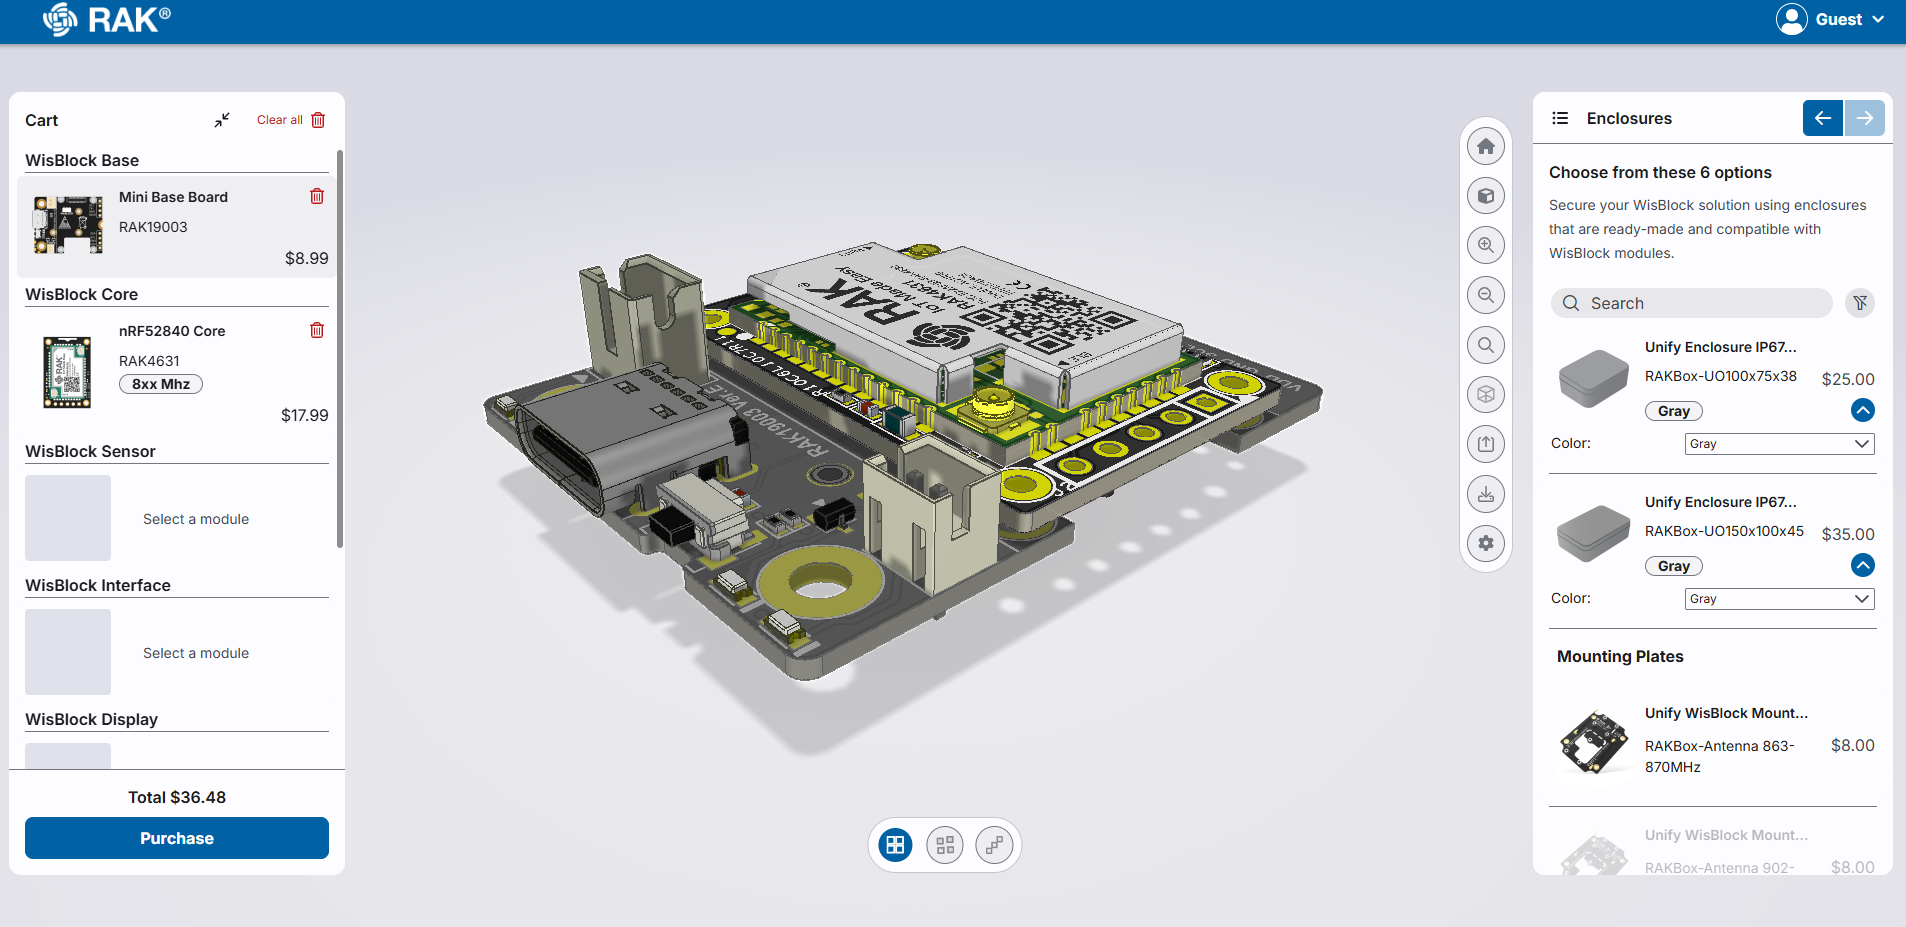 RAK®
Guest
Cart
Clear all
WisBlock Base
Mini Base Board
RAK19003
$8.99
WisBlock Core
nRF52840 Core
RAK4631
8xx Mhz
$17.99
WisBlock Sensor
Select a module
WisBlock Interface
Select a module
WisBlock Display
Total $36.48
Purchase
RAK
IoT Made Easy
RAK4631
RAK19003
Enclosures
Choose from these 6 options
Secure your WisBlock solution using enclosures
that are ready-made and compatible with
WisBlock modules.
Search
Unify Enclosure IP67...
RAKBox-UO100x75x38
$25.00
Gray
Color:
Gray
Unify Enclosure IP67...
RAKBox-UO150x100x45
$35.00
Gray
Color:
Gray
Mounting Plates
Unify WisBlock Mount...
RAKBox-Antenna 863-
870MHz
$8.00
Unify WisBlock Mount...
RAKBox-Antenna 902-
$8.00